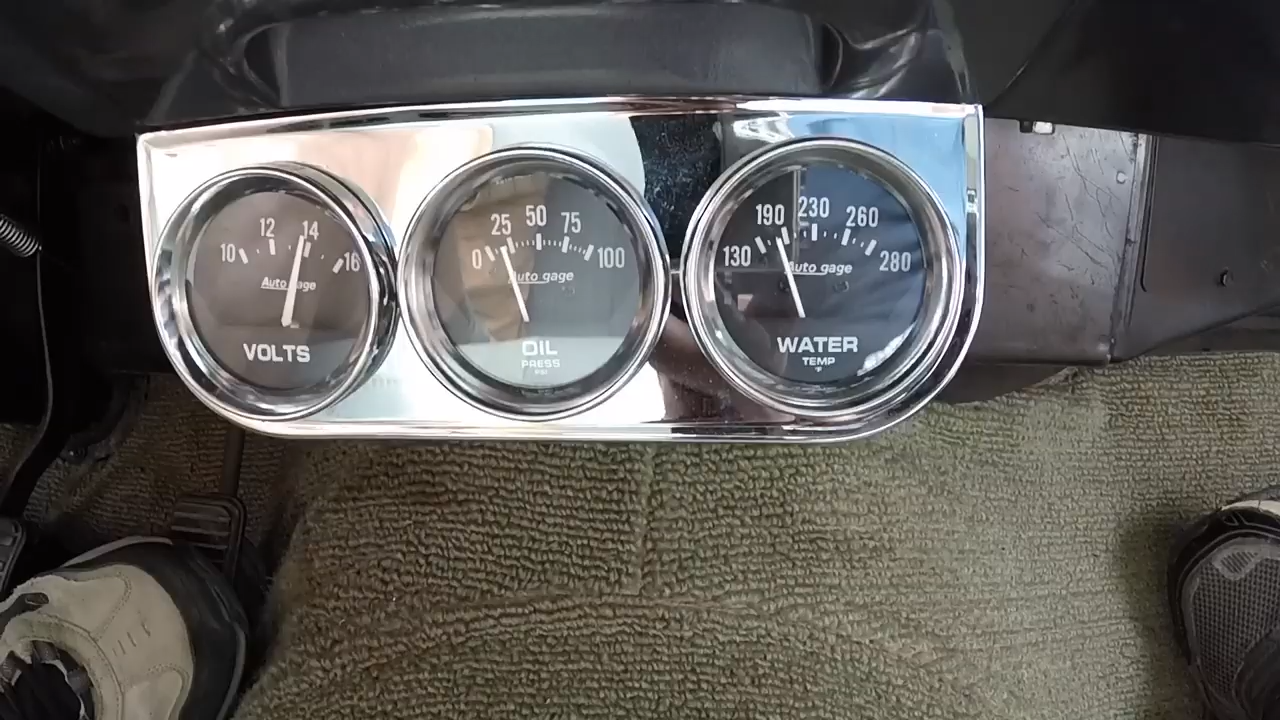 10 12 14 16
Auto gage
VOLTS
0 25 50 75 100
Auto gage
OIL
PRESS
PSI
130 190 230 260 280
Auto gage
WATER
TEMP
°F